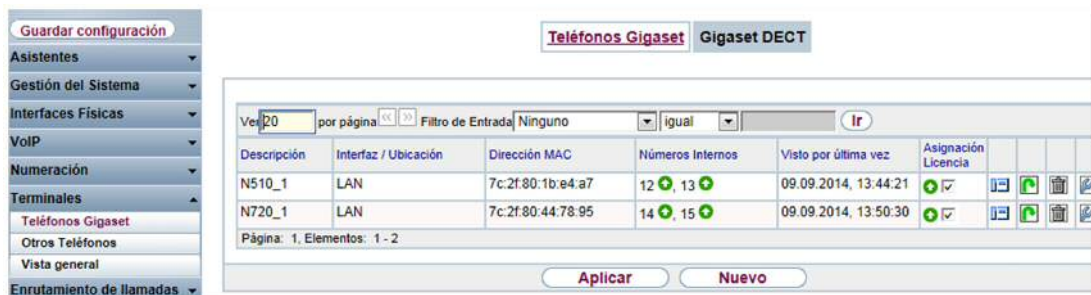 Guardar configuración
Asistentes
Gestión del Sistema
Interfaces Físicas
VoIP
Numeración
Terminales
Teléfonos Gigaset
Otros Teléfonos
Vista general
Enrutamiento de llamadas
Teléfonos Gigaset Gigaset DECT
Ver 20 por página << >> Filtro de Entrada Ninguno igual Ir
Descripción Interfaz / Ubicación Dirección MAC Números Internos Visto por última vez Asignación Licencia
N510_1 LAN 7c:2f:80:1b:e4:a7 12, 13 09.09.2014, 13:44:21
N720_1 LAN 7c:2f:80:44:78:95 14, 15 09.09.2014, 13:50:30
Página: 1, Elementos: 1 - 2
Aplicar Nuevo